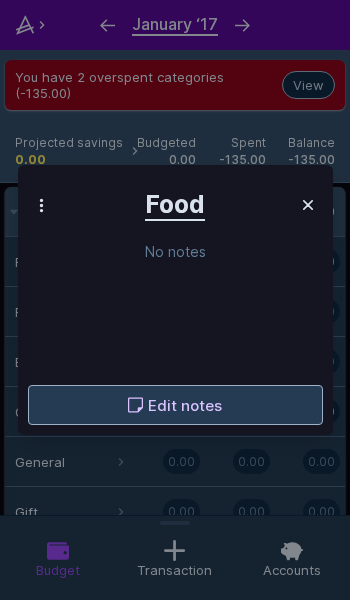 January ‘17
You have 2 overspent categories
(-135.00)
View
Projected savings
0.00
Budgeted
0.00
Spent
-135.00
Balance
-135.00
Food
No notes
Edit notes
General
0.00
0.00
0.00
Gift
0.00
0.00
0.00
Budget
Transaction
Accounts